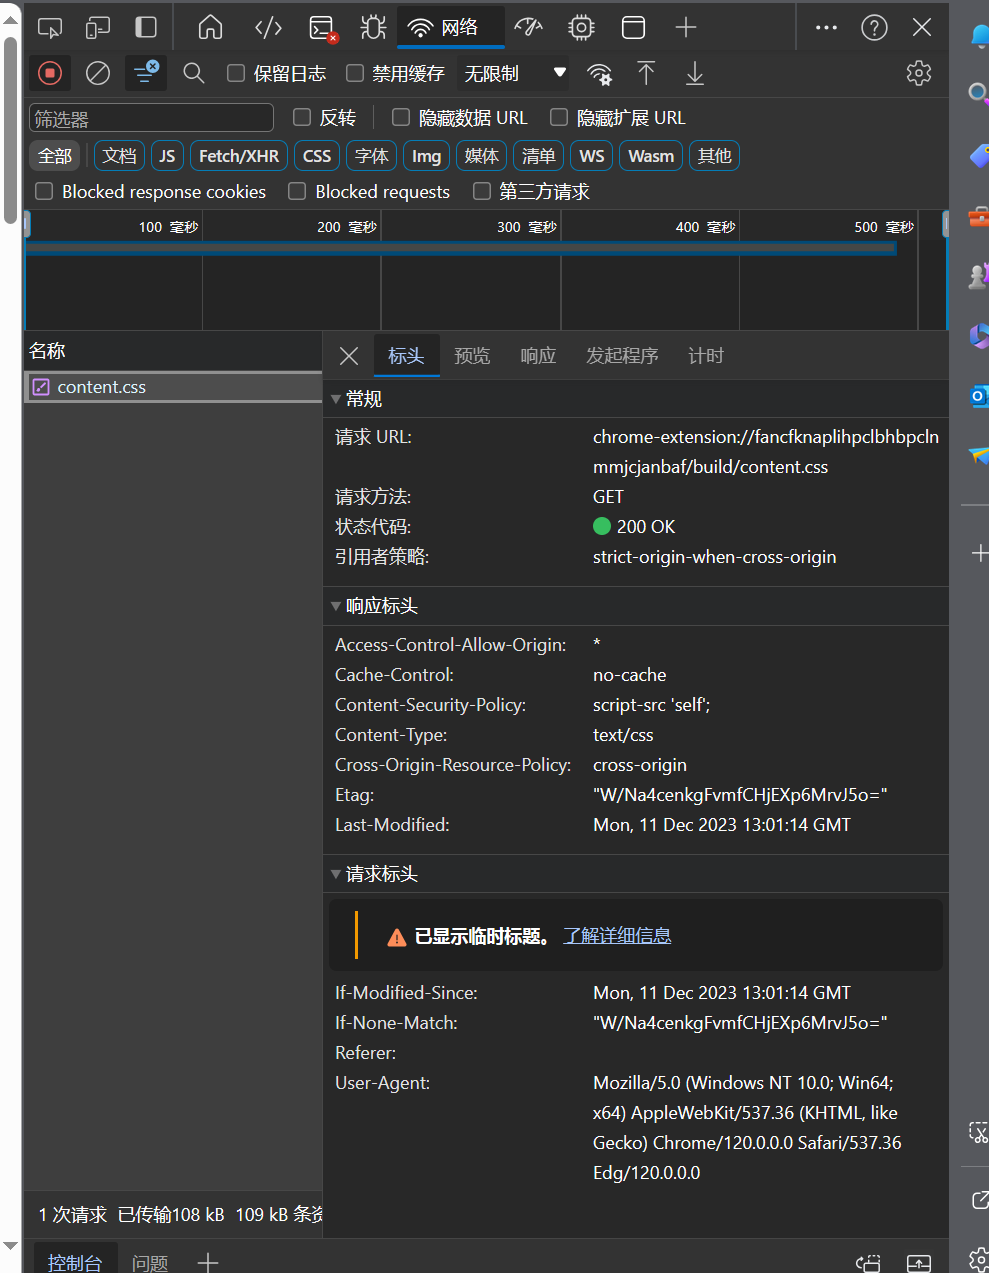 网络
保留日志 禁用缓存 无限制
筛选器 反转 隐藏数据 URL 隐藏扩展 URL
全部 文档 JS Fetch/XHR CSS 字体 Img 媒体 清单 WS Wasm 其他
Blocked response cookies Blocked requests 第三方请求
100 毫秒 200 毫秒 300 毫秒 400 毫秒 500 毫秒
名称 标头 预览 响应 发起程序 计时
content.css
常规
请求 URL: chrome-extension://fancfknaplihpclbhbpcln
mmjcjanbaf/build/content.css
请求方法: GET
状态代码: 200 OK
引用者策略: strict-origin-when-cross-origin
响应标头
Access-Control-Allow-Origin: *
Cache-Control: no-cache
Content-Security-Policy: script-src 'self';
Content-Type: text/css
Cross-Origin-Resource-Policy: cross-origin
Etag: "W/Na4cenkgFvmfCHjEXp6MrvJ5o="
Last-Modified: Mon, 11 Dec 2023 13:01:14 GMT
请求标头
已显示临时标题。 了解详细信息
If-Modified-Since: Mon, 11 Dec 2023 13:01:14 GMT
If-None-Match: "W/Na4cenkgFvmfCHjEXp6MrvJ5o="
Referer:
User-Agent: Mozilla/5.0 (Windows NT 10.0; Win64;
x64) AppleWebKit/537.36 (KHTML, like
Gecko) Chrome/120.0.0.0 Safari/537.36
Edg/120.0.0.0
1 次请求 已传输108 kB 109 kB 条资
控制台 问题